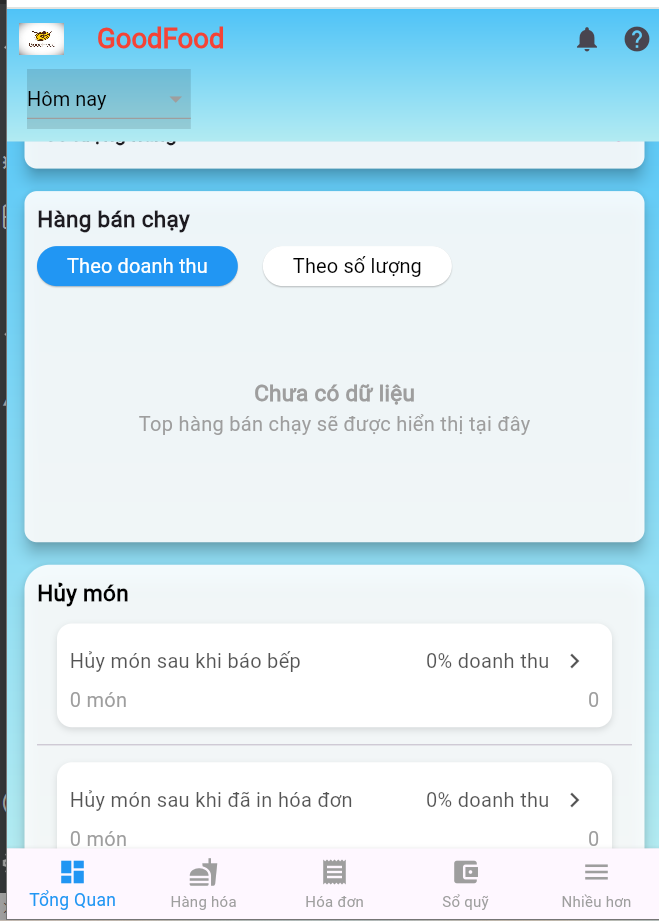 GoodFood
Hôm nay
Hàng bán chạy
Theo doanh thu
Theo số lượng
Chưa có dữ liệu
Top hàng bán chạy sẽ được hiển thị tại đây
Hủy món
Hủy món sau khi báo bếp 0% doanh thu
0 món 0
Hủy món sau khi đã in hóa đơn 0% doanh thu
0 món 0
Tổng Quan
Hàng hóa
Hóa đơn
Sổ quỹ
Nhiều hơn